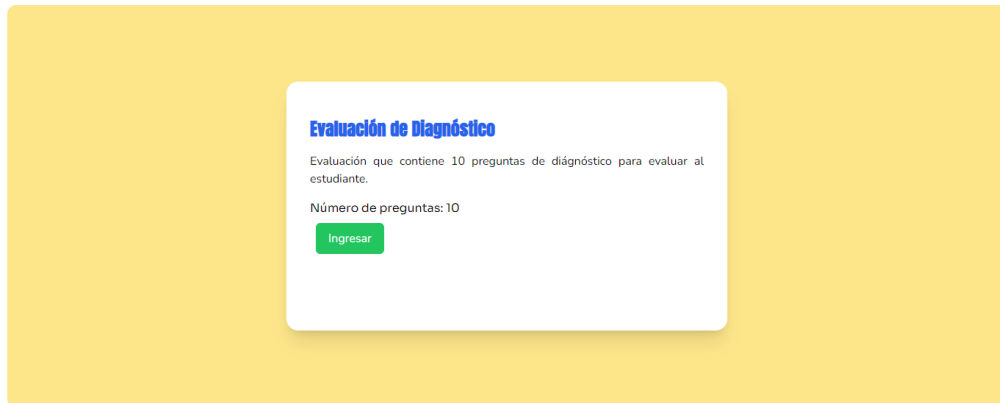 Evaluación de Diagnóstico
Evaluación que contiene 10 preguntas de diágnóstico para evaluar al
estudiante.
Número de preguntas: 10
Ingresar